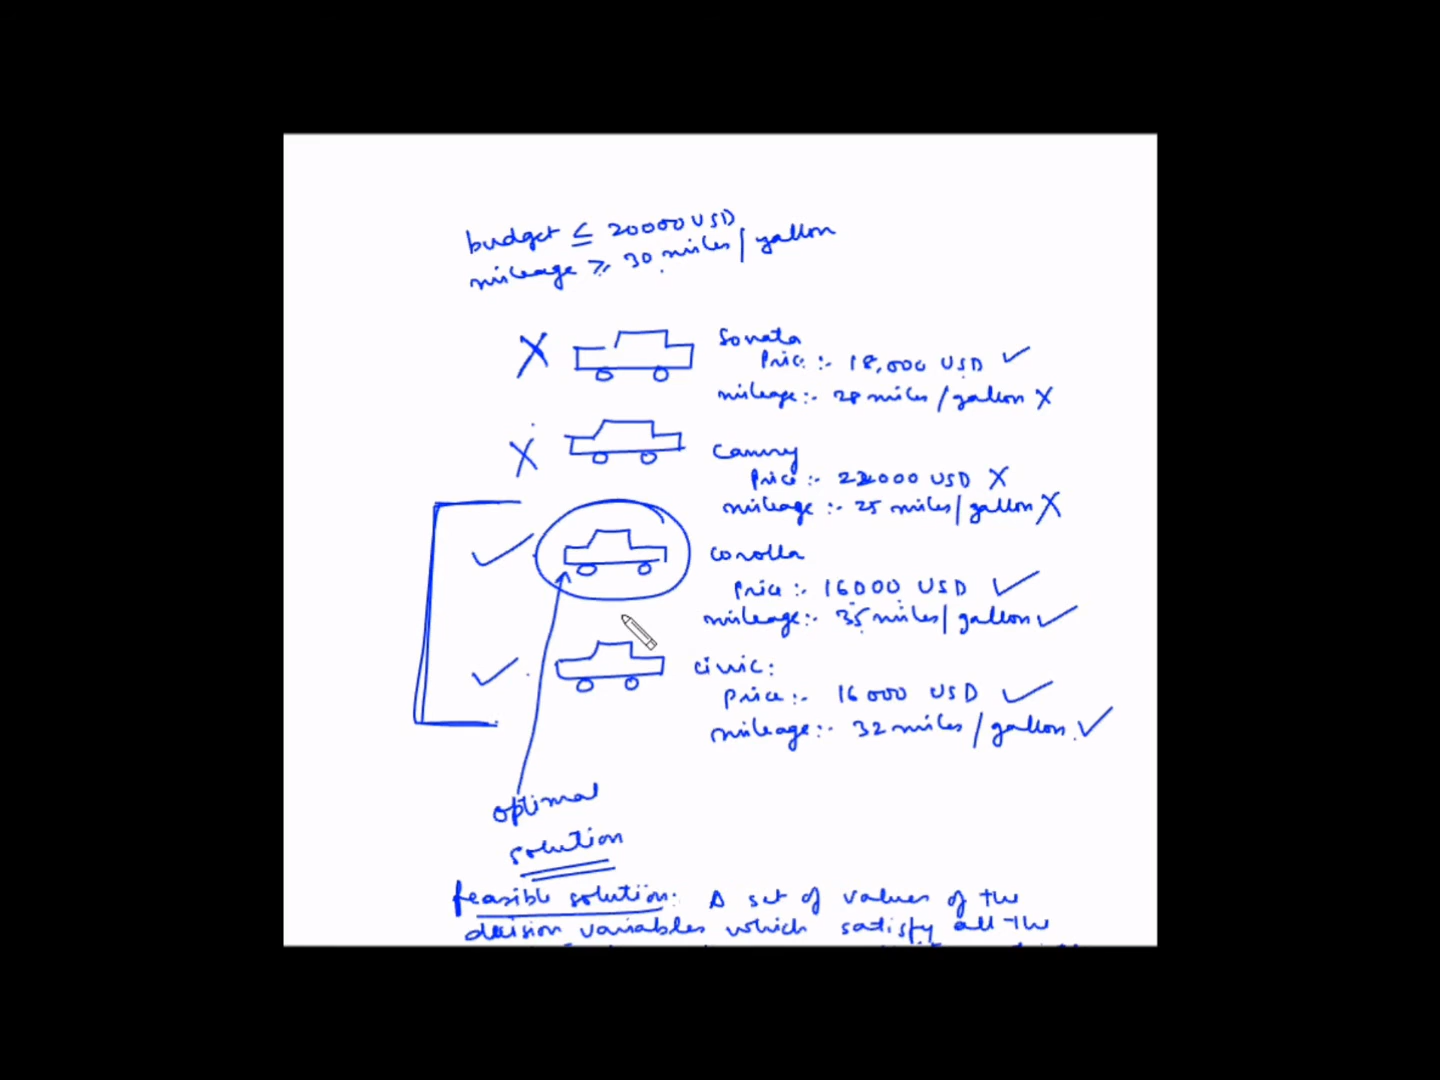 budget ≤ 20000 USD
mileage ≥ 30 miles/gallon
Sonata
Price :- 18,000 USD ✓
X
mileage :- 28 miles/gallon X
Camry
X
Price :- 22000 USD X
mileage :- 25 miles/gallon X
✓
corolla
Price :- 16000 USD ✓
mileage :- 35 miles/gallon ✓
✓
civic:
Price :- 16000 USD ✓
mileage :- 32 miles/gallon. ✓
optimal
solution
feasible solution: A set of values of the
decision variables which satisfy all the